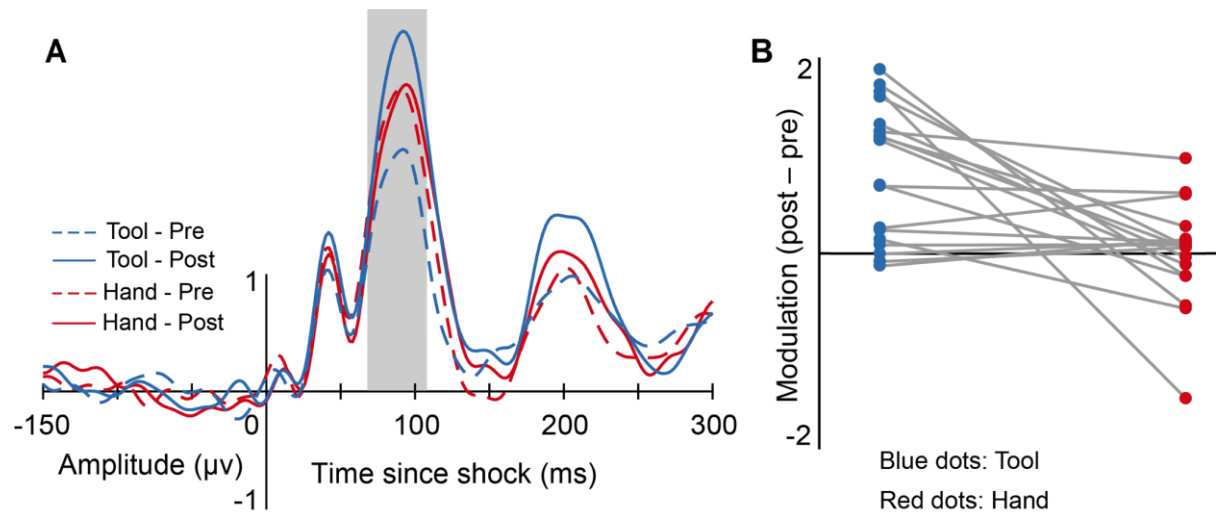 A
Tool - Pre
Tool - Post
Hand - Pre
Hand - Post
1
-150
0
100
200
300
Amplitude (μv)
Time since shock (ms)
-1
B
2
Modulation (post – pre)
-2
Blue dots: Tool
Red dots: Hand